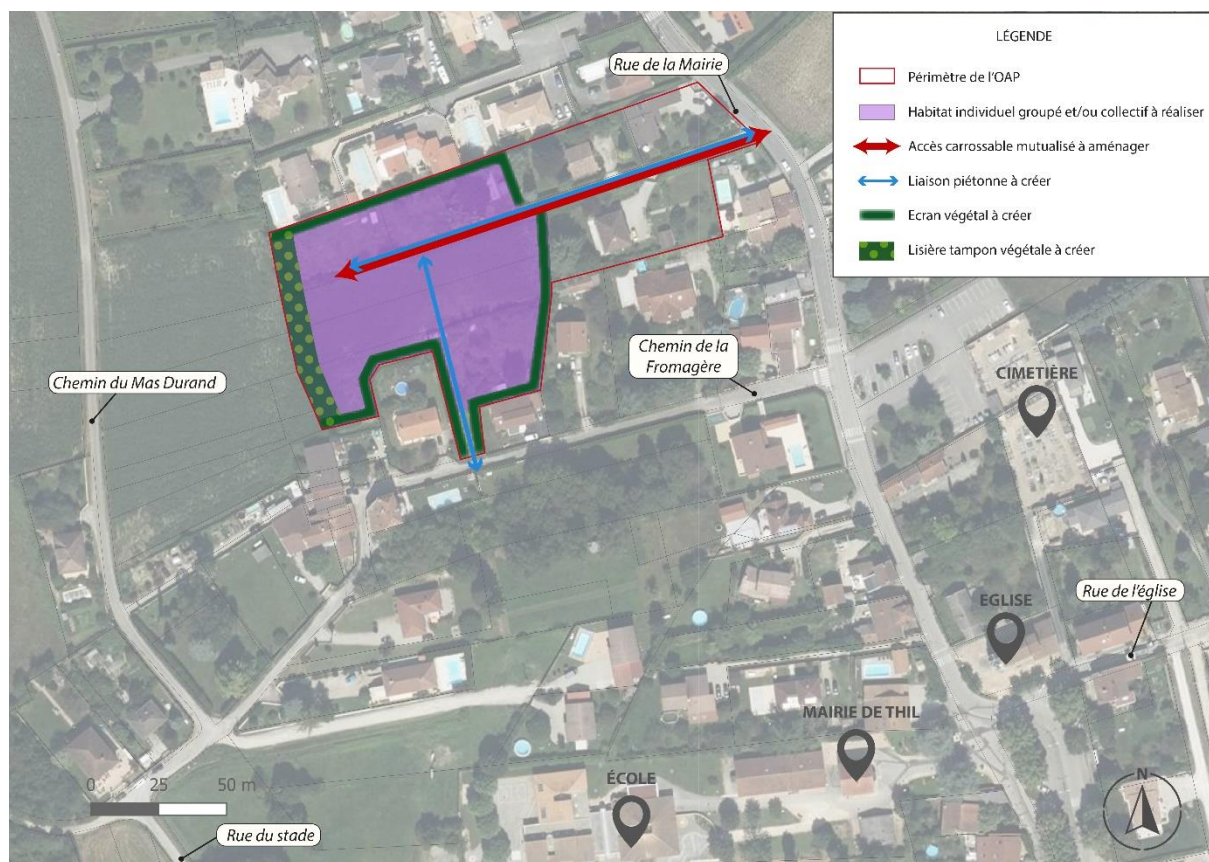 LÉGENDE
Périmètre de l'OAP
Habitat individuel groupé et/ou collectif à réaliser
Accès carrossable mutualisé à aménager
Liaison piétonne à créer
Ecran végétal à créer
Lisière tampon végétale à créer
Rue de la Mairie
Chemin du Mas Durand
Chemin de la
Fromagère
CIMETIÈRE
Rue de l'église
EGLISE
MAIRIE DE THIL
ÉCOLE
0 25 50 m
Rue du stade
N